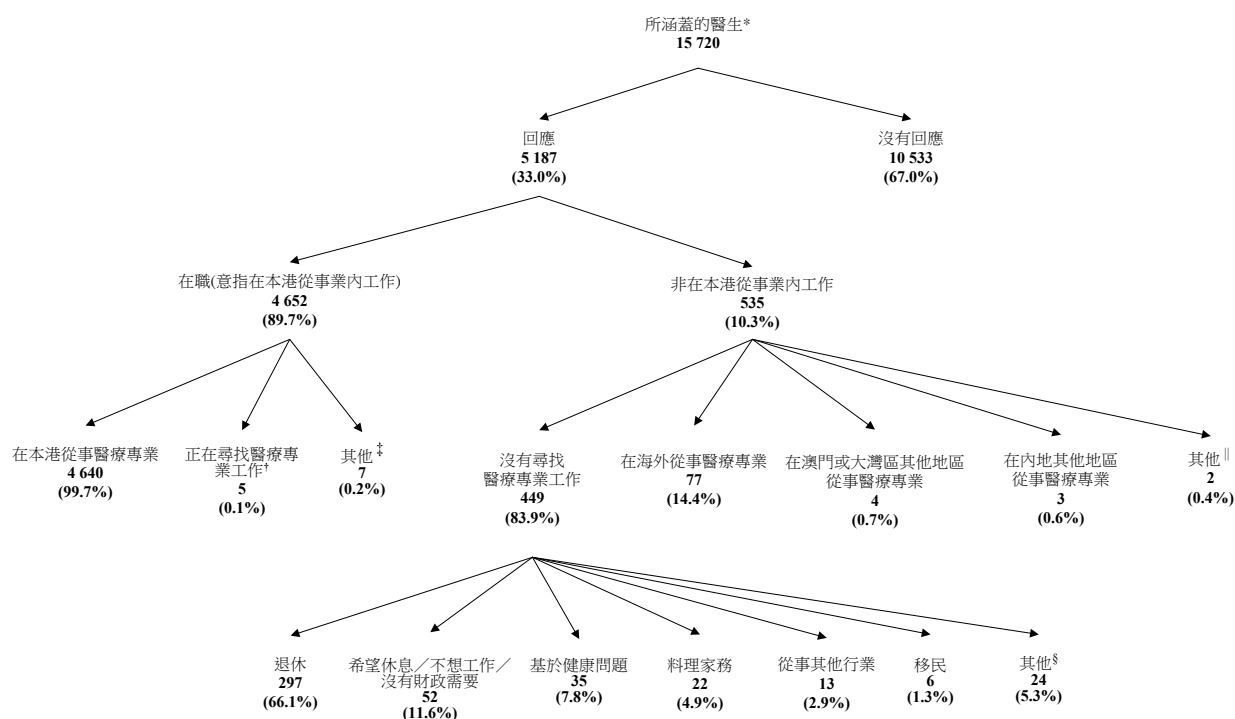 所涵蓋的醫生*
15 720
回應
5 187
(33.0%)
沒有回應
10 533
(67.0%)
在職(意指在本港從事業內工作)
4 652
(89.7%)
非在本港從事業內工作
535
(10.3%)
在本港從事醫療專業
4 640
(99.7%)
正在尋找醫療專
業工作†
5
(0.1%)
其他‡
7
(0.2%)
沒有尋找
醫療專業工作
449
(83.9%)
在海外從事醫療專業
77
(14.4%)
在澳門或大灣區其他地區
從事醫療專業
4
(0.7%)
在內地其他地區
從事醫療專業
3
(0.6%)
其他||
2
(0.4%)
退休
297
(66.1%)
希望休息／不想工作／
沒有財政需要
52
(11.6%)
基於健康問題
35
(7.8%)
料理家務
22
(4.9%)
從事其他行業
13
(2.9%)
移民
6
(1.3%)
其他§
24
(5.3%)